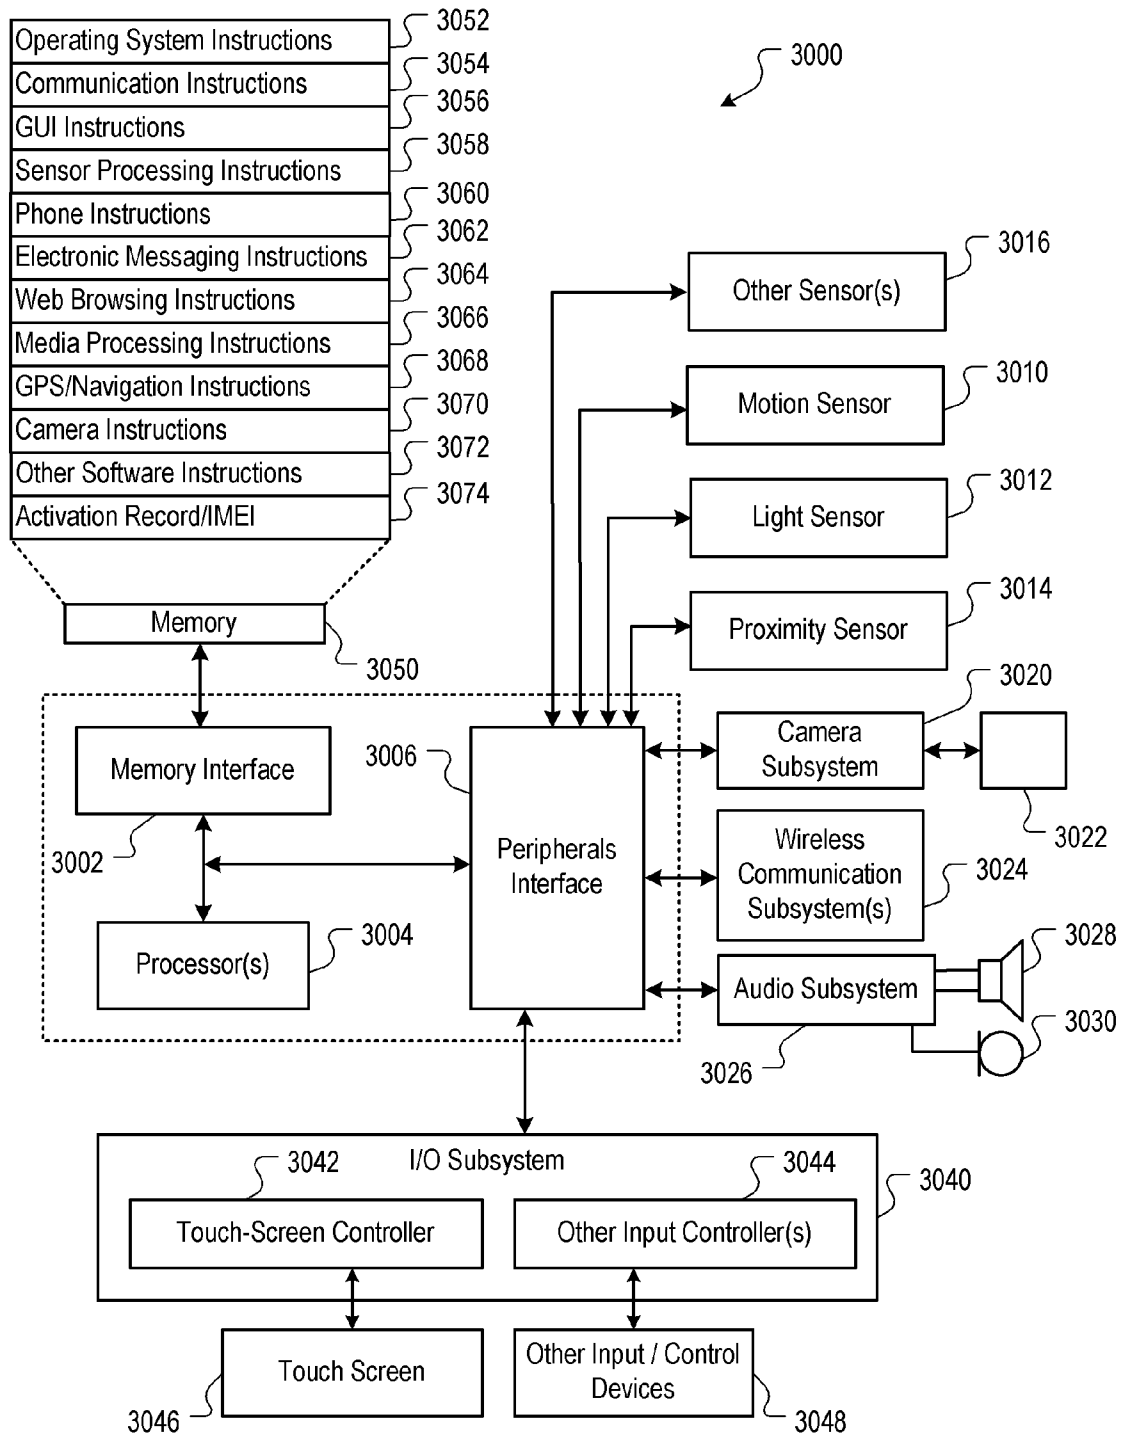 3052
Operating System Instructions
3054
Communication Instructions
3056
GUI Instructions
3058
Sensor Processing Instructions
3060
Phone Instructions
3062
Electronic Messaging Instructions
3064
Web Browsing Instructions
3066
Media Processing Instructions
3068
GPS/Navigation Instructions
3070
Camera Instructions
3072
Other Software Instructions
3074
Activation Record/IMEI
3000
3016
Other Sensor(s)
3010
Motion Sensor
3012
Light Sensor
3014
Proximity Sensor
Memory
3050
3020
Camera
Subsystem
3022
3006
Memory Interface
3002
Peripherals
Interface
Wireless
Communication
Subsystem(s)
3024
3004
Processor(s)
3028
Audio Subsystem
3030
3026
I/O Subsystem
3042
3044
3040
Touch-Screen Controller
Other Input Controller(s)
Touch Screen
Other Input / Control
Devices
3046
3048